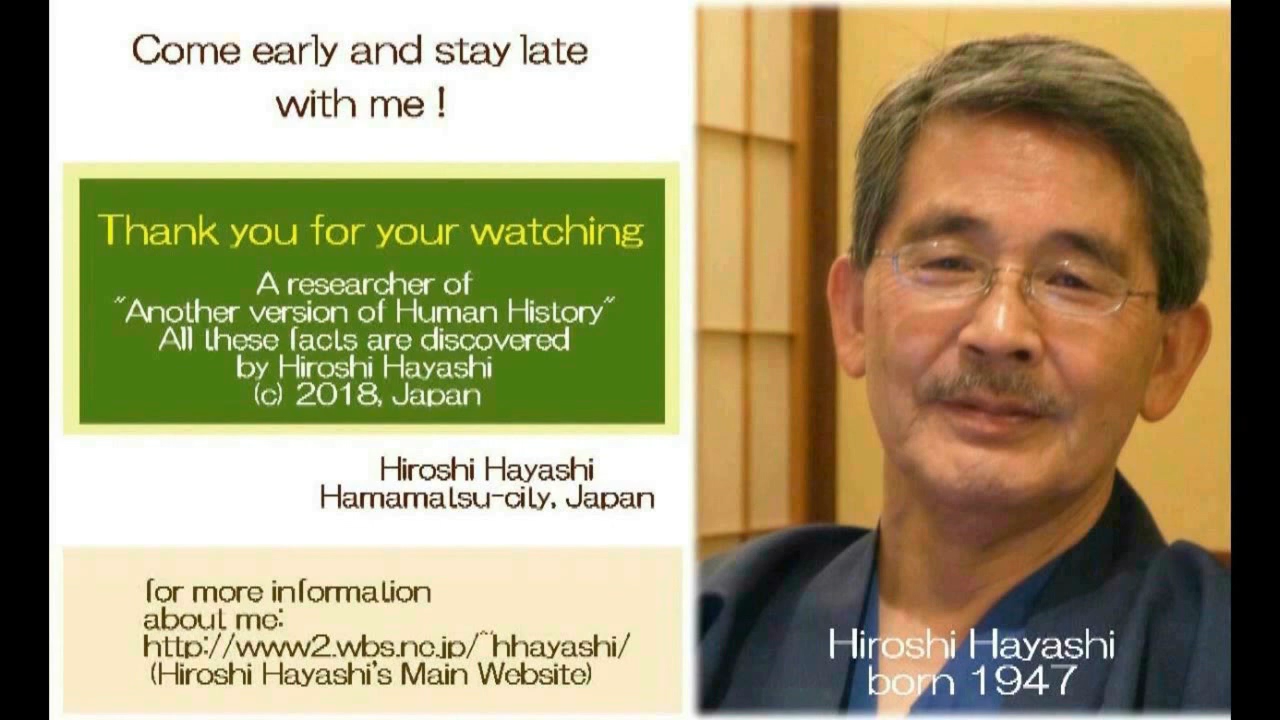 Come early and stay late
with me !
Thank you for your watching
A researcher of
"Another version of Human History"
All these facts are discovered
by Hiroshi Hayashi
(c) 2018, Japan
Hiroshi Hayashi
Hamamatsu-city, Japan
for more information
about me:
http://www2.wbs.ne.jp/~hhayashi/
(Hiroshi Hayashi's Main Website)
Hiroshi Hayashi
born 1947